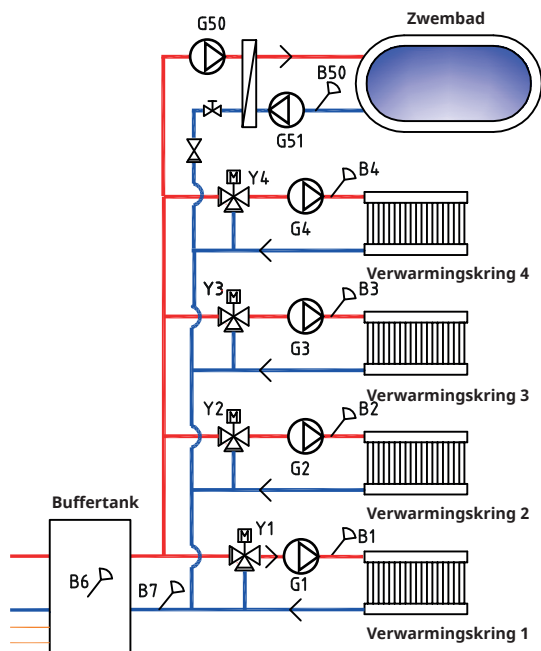 Zwembad
G50
B50
G51
Y4
B4
M
G4
Verwarmingskring 4
Y3
M
B3
G3
Verwarmingskring 3
Y2
M
B2
G2
Verwarmingskring 2
Buffertank
M
Y1
B1
B6
B7
G1
Verwarmingskring 1